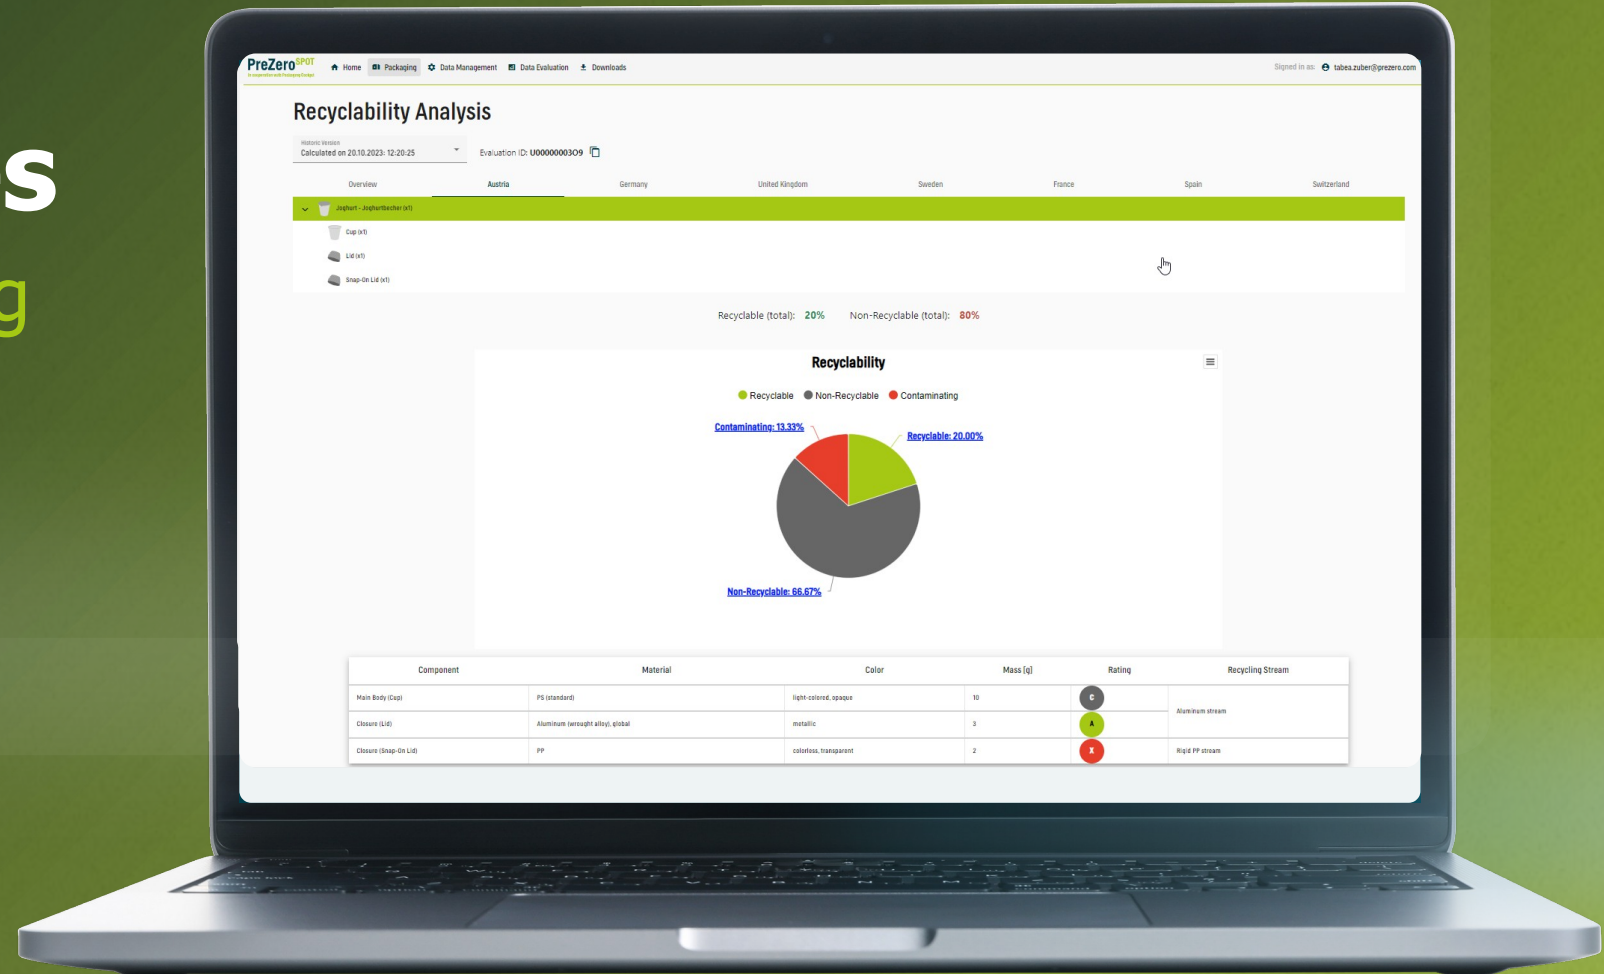 s
g
PreZero SPOT
Home Packaging Data Management Data Evaluation Downloads
Signed in as: tabea.zuber@prezero.com
Recyclability Analysis
Historic Version
Calculated on 20.10.2023: 12:20:25
Evaluation ID: U00000003O9
Overview Austria Germany United Kingdom Sweden France Spain Switzerland
Joghurt - Joghurtbecher (x1)
Cup (x1)
Lid (x1)
Snap-On Lid (x1)
Recyclable (total): 20% Non-Recyclable (total): 80%
Recyclability
Recyclable Non-Recyclable Contaminating
Contaminating: 13.33%
Recyclable: 20.00%
Non-Recyclable: 66.67%
Component Material Color Mass [g] Rating Recycling Stream
Main Body (Cup) PS (standard) light-colored, opaque 10 C
Aluminum stream
Closure (Lid) Aluminum (wrought alloy), global metallic 3 A
Closure (Snap-On Lid) PP colorless, transparent 2 X Rigid PP stream